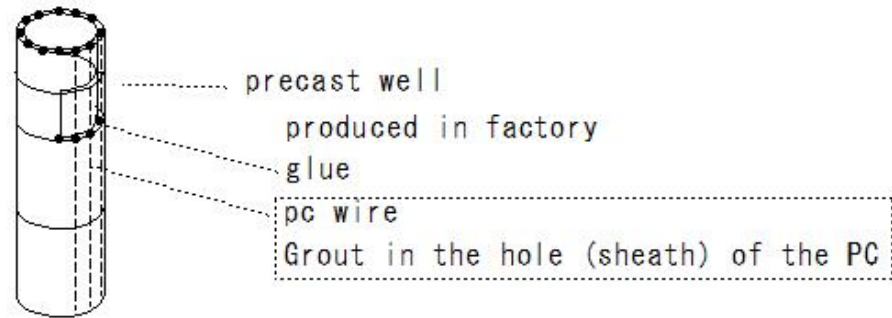 precast well
produced in factory
glue
pc wire
Grout in the hole (sheath) of the PC